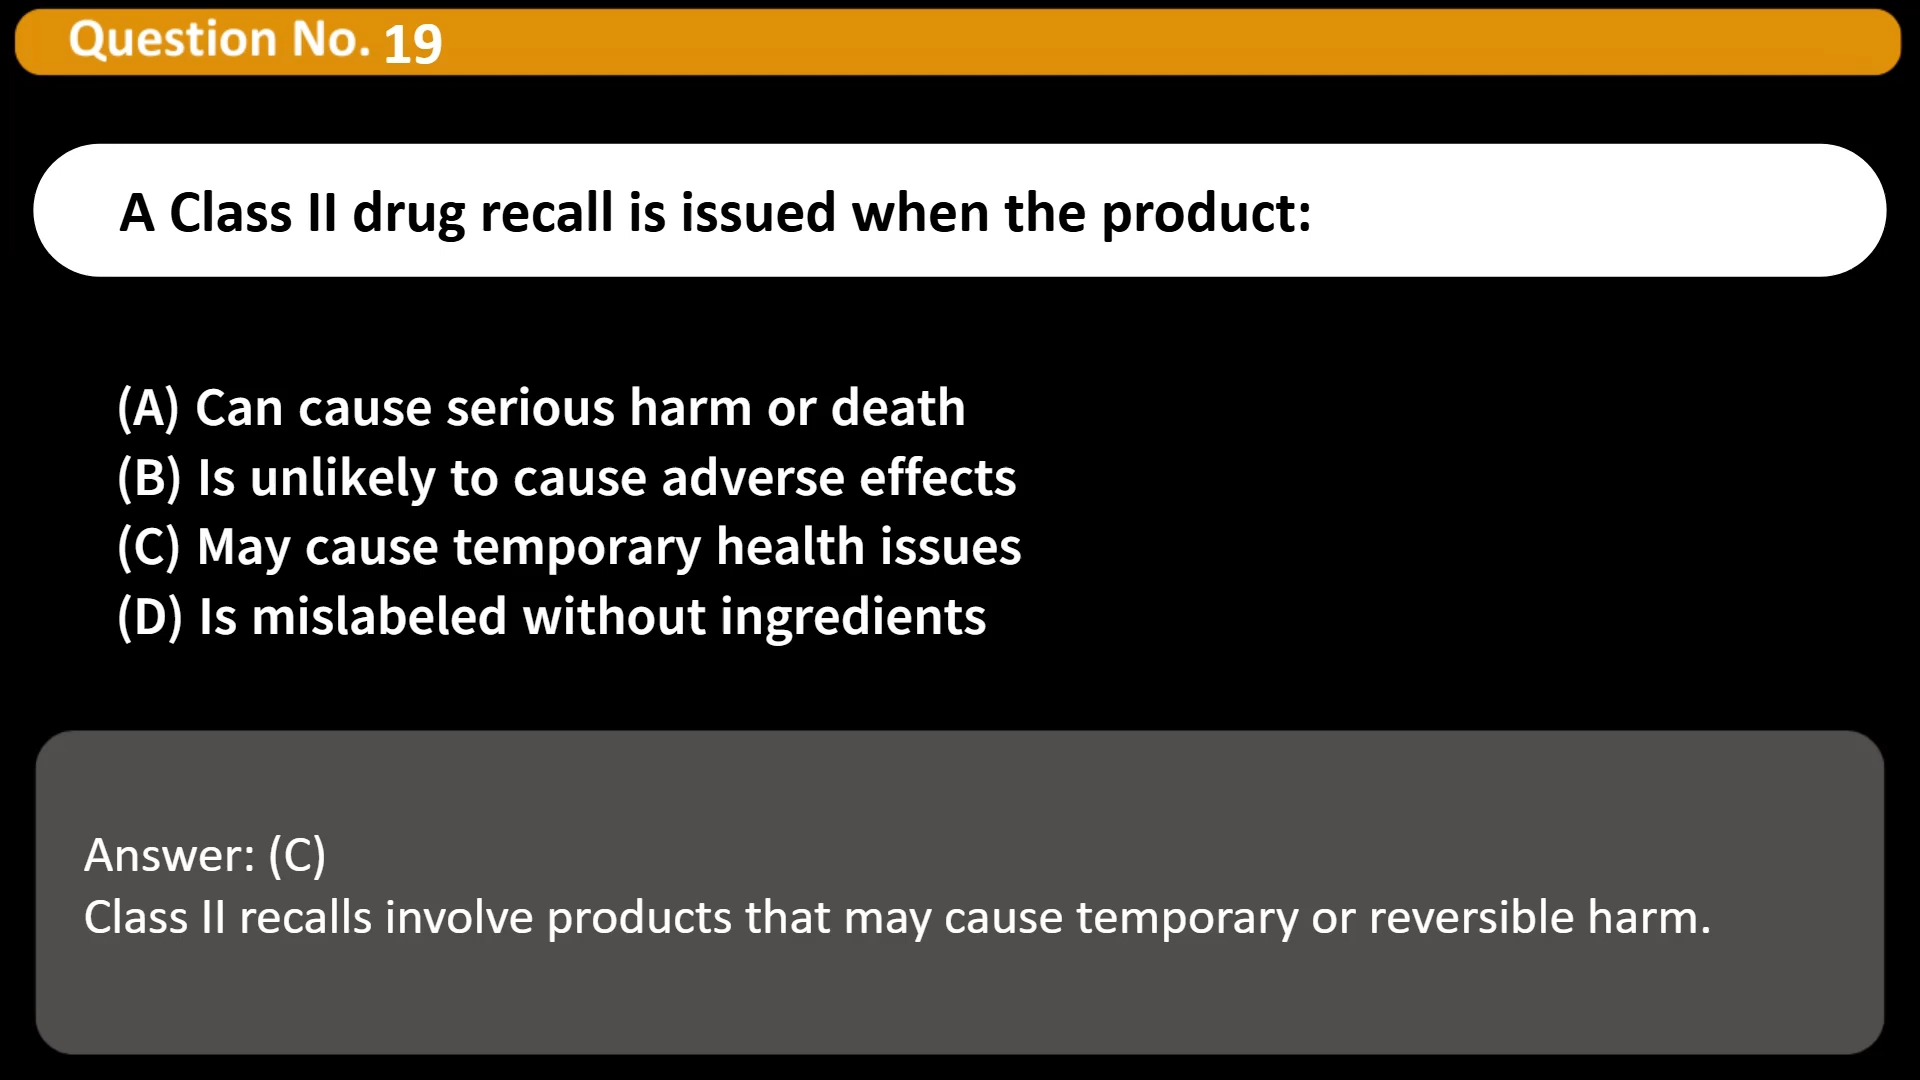 Question No. 19
A Class II drug recall is issued when the product:
(A) Can cause serious harm or death
(B) Is unlikely to cause adverse effects
(C) May cause temporary health issues
(D) Is mislabeled without ingredients
Answer: (C)
Class II recalls involve products that may cause temporary or reversible harm.